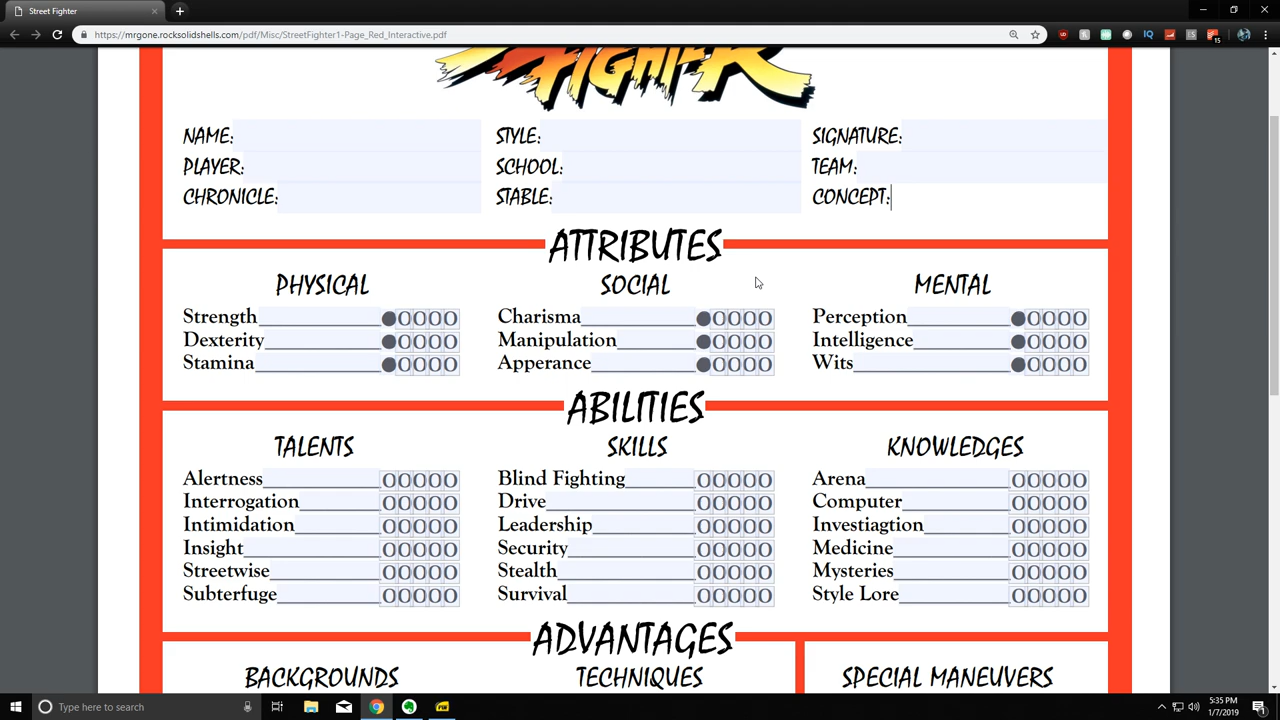 Street Fighter
https://mrgone.rocksolidshells.com/pdf/Misc/StreetFighter1-Page_Red_Interactive.pdf
FIGHTER
NAME: STYLE: SIGNATURE:
PLAYER: SCHOOL: TEAM:
CHRONICLE: STABLE: CONCEPT:
ATTRIBUTES
PHYSICAL SOCIAL MENTAL
Strength Charisma Perception
Dexterity Manipulation Intelligence
Stamina Apperance Wits
ABILITIES
TALENTS SKILLS KNOWLEDGES
Alertness Blind Fighting Arena
Interrogation Drive Computer
Intimidation Leadership Investiagtion
Insight Security Medicine
Streetwise Stealth Mysteries
Subterfuge Survival Style Lore
ADVANTAGES
BACKGROUNDS TECHNIQUES SPECIAL MANEUVERS
Type here to search
5:35 PM
1/7/2019